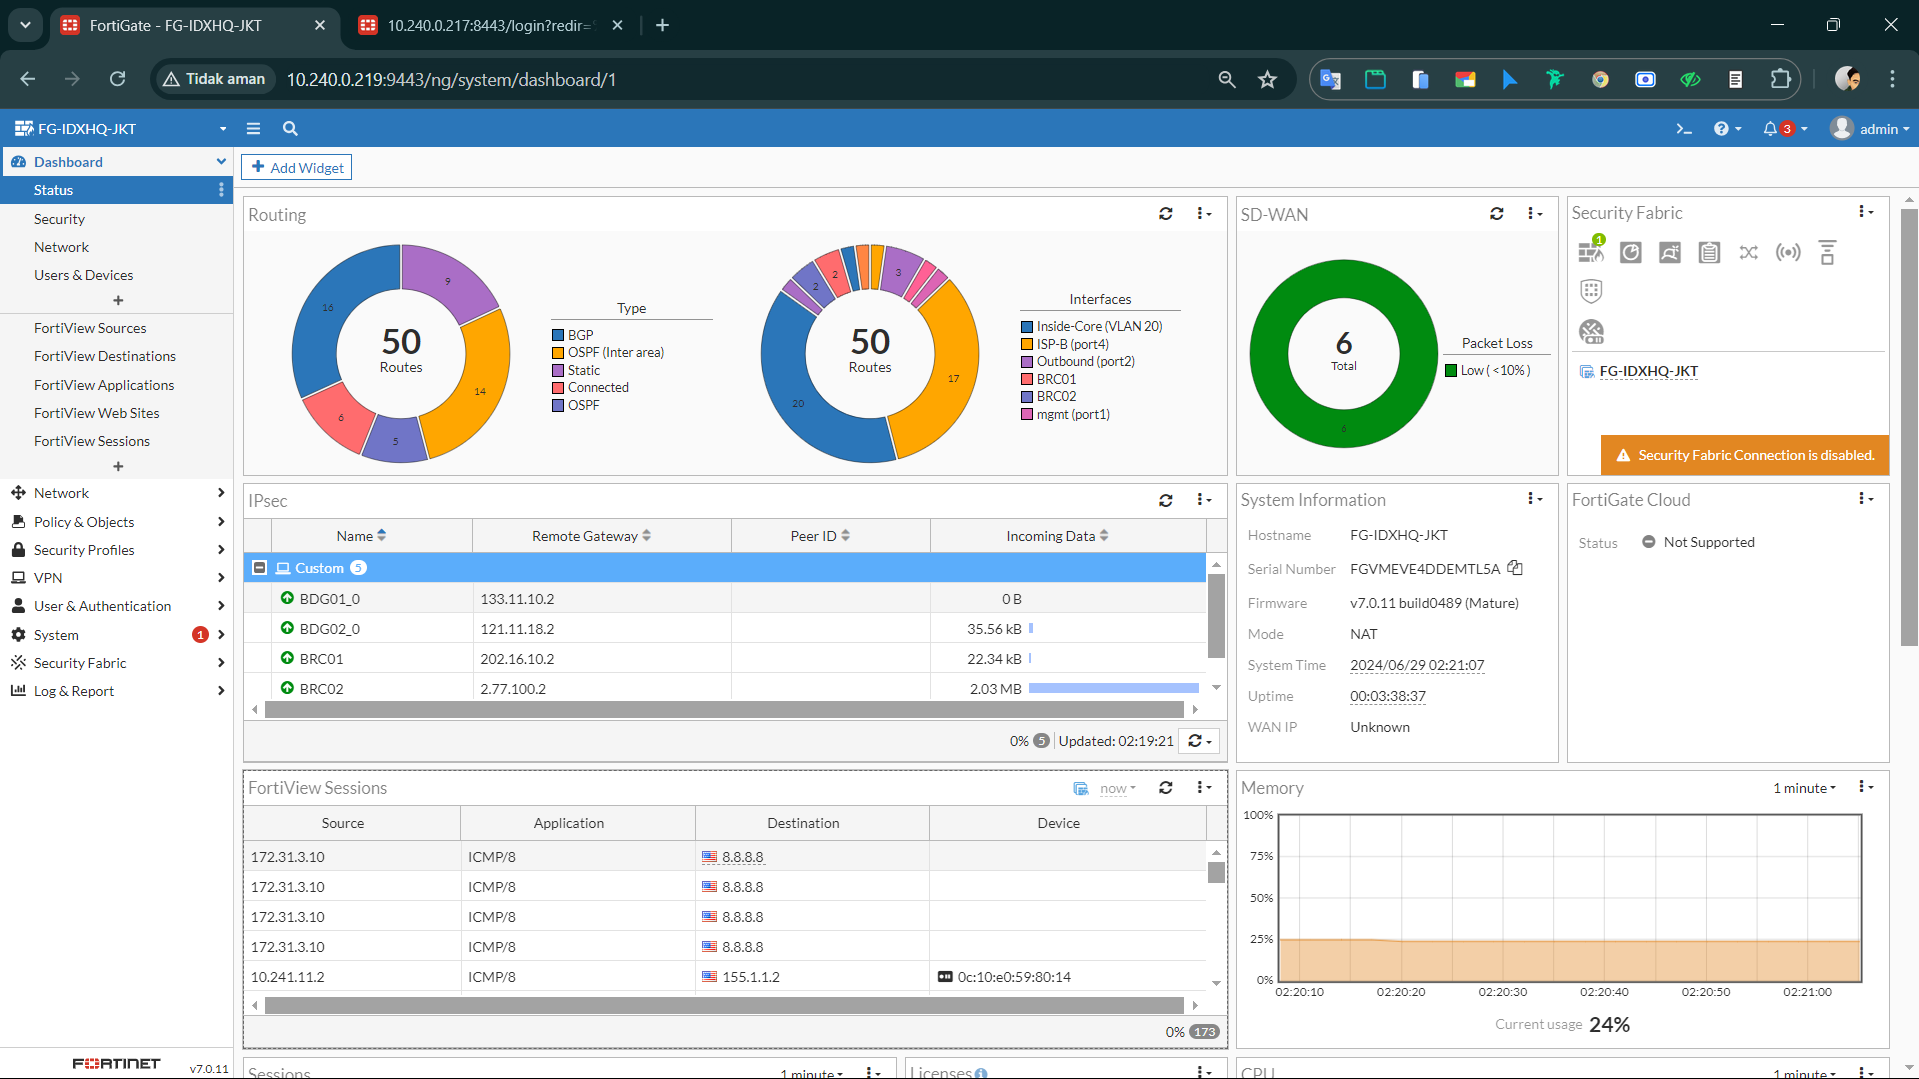 FortiGate - FG-IDXHQ-JKT
10.240.0.217:8443/login?redir=
Tidak aman
10.240.0.219:9443/ng/system/dashboard/1
FG-IDXHQ-JKT
3
admin
Dashboard
Status
Security
Network
Users & Devices
FortiView Sources
FortiView Destinations
FortiView Applications
FortiView Web Sites
FortiView Sessions
Network
Policy & Objects
Security Profiles
VPN
User & Authentication
System
1
Security Fabric
Log & Report
FORTINET
v7.0.11
Add Widget
Routing
16
9
14
5
6
50
Routes
Type
BGP
OSPF (Inter area)
Static
Connected
OSPF
2
2
3
17
20
50
Routes
Interfaces
Inside-Core (VLAN 20)
ISP-B (port4)
Outbound (port2)
BRC01
BRC02
mgmt (port1)
SD-WAN
6
Total
6
Packet Loss
Low ( <10% )
Security Fabric
1
FG-IDXHQ-JKT
Security Fabric Connection is disabled.
IPsec
Name
Remote Gateway
Peer ID
Incoming Data
Custom 5
BDG01_0 133.11.10.2 0 B
BDG02_0 121.11.18.2 35.56 kB
BRC01 202.16.10.2 22.34 kB
BRC02 2.77.100.2 2.03 MB
0% 5 Updated: 02:19:21
System Information
Hostname FG-IDXHQ-JKT
Serial Number FGVMEVE4DDEMTL5A
Firmware v7.0.11 build0489 (Mature)
Mode NAT
System Time 2024/06/29 02:21:07
Uptime 00:03:38:37
WAN IP Unknown
FortiGate Cloud
Status Not Supported
FortiView Sessions
now
Source Application Destination Device
172.31.3.10 ICMP/8 8.8.8.8
172.31.3.10 ICMP/8 8.8.8.8
172.31.3.10 ICMP/8 8.8.8.8
172.31.3.10 ICMP/8 8.8.8.8
10.241.11.2 ICMP/8 155.1.1.2 0c:10:e0:59:80:14
0% 173
Memory
1 minute
100%
75%
50%
25%
0%
02:20:10 02:20:20 02:20:30 02:20:40 02:20:50 02:21:00
Current usage 24%
Sessions
1 minute
Licenses
CPU
1 minute